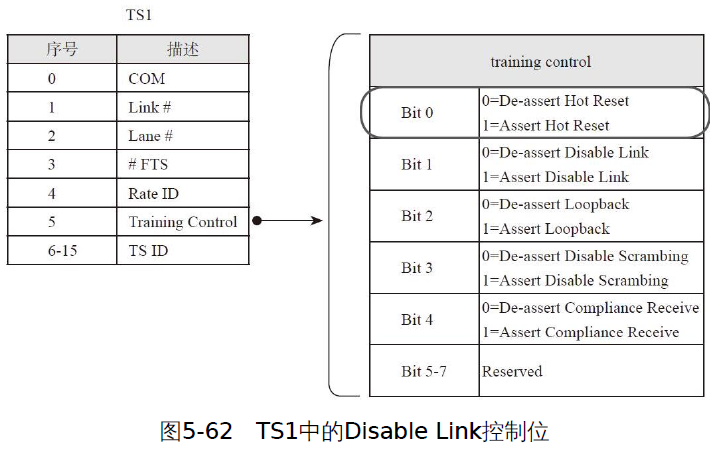 TS1
序号 描述
0 COM
1 Link #
2 Lane #
3 # FTS
4 Rate ID
5 Training Control
6-15 TS ID
training control
Bit 0
0=De-assert Hot Reset
1=Assert Hot Reset
Bit 1
0=De-assert Disable Link
1=Assert Disable Link
Bit 2
0=De-assert Loopback
1=Assert Loopback
Bit 3
0=De-assert Disable Scrambing
1=Assert Disable Scrambing
Bit 4
0=De-assert Compliance Receive
1=Assert Compliance Receive
Bit 5-7 Reserved
图5-62 TS1中的Disable Link控制位